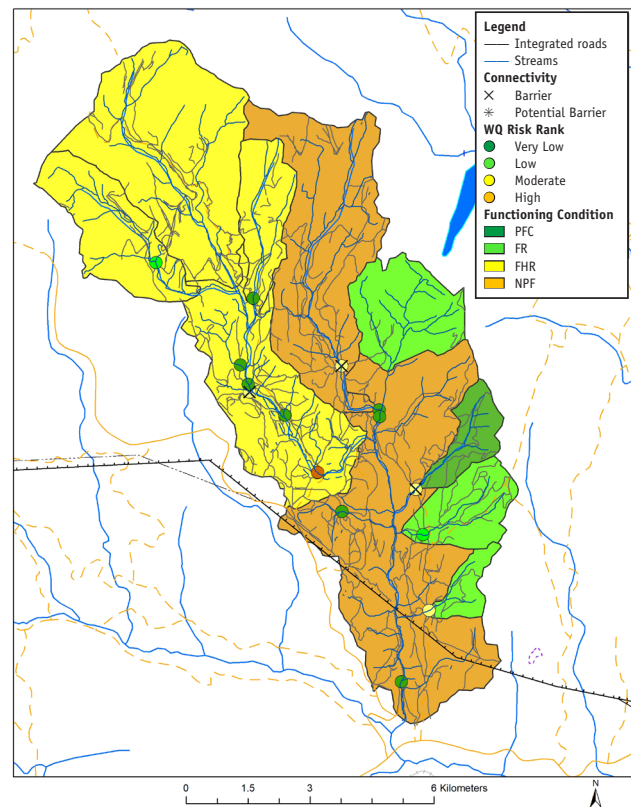 Legend
Integrated roads
Streams
Connectivity
Barrier
Potential Barrier
WQ Risk Rank
Very Low
Low
Moderate
High
Functioning Condition
PFC
FR
FHR
NPF
0 1.5 3 6 Kilometers
N